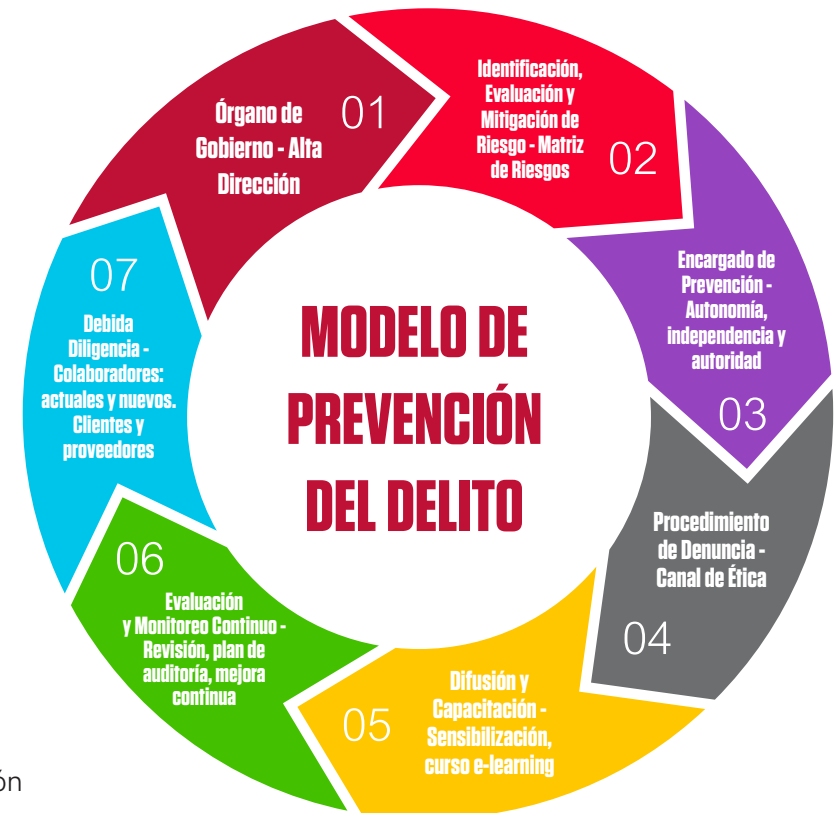 MODELO DE
PREVENCIÓN
DEL DELITO
01
Órgano de
Gobierno - Alta
Dirección
02
Identificación,
Evaluación y
Mitigación de
Riesgo - Matriz
de Riesgos
Encargado de
Prevención -
Autonomía,
independencia y
autoridad
03
Procedimiento
de Denuncia -
Canal de Ética
04
05
Difusión y
Capacitación -
Sensibilización,
curso e-learning
06
Evaluación
y Monitoreo Continuo -
Revisión, plan de
auditoría, mejora
continua
07
Debida
Diligencia -
Colaboradores:
actuales y nuevos.
Clientes y
proveedores
ón